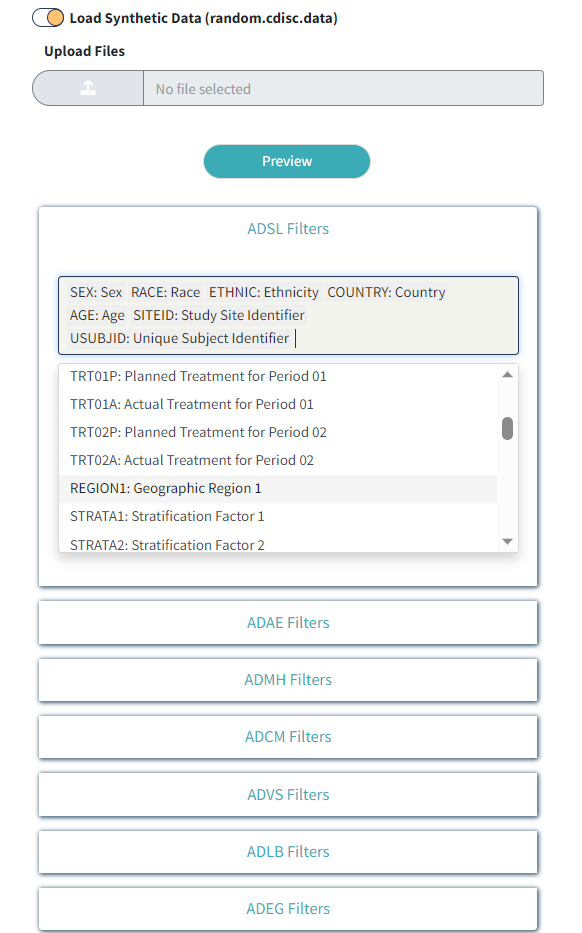 Load Synthetic Data (random.cdisc.data)
Upload Files
No file selected
Preview
ADSL Filters
SEX: Sex RACE: Race ETHNIC: Ethnicity COUNTRY: Country
AGE: Age SITEID: Study Site Identifier
USUBJID: Unique Subject Identifier
TRT01P: Planned Treatment for Period 01
TRT01A: Actual Treatment for Period 01
TRT02P: Planned Treatment for Period 02
TRT02A: Actual Treatment for Period 02
REGION1: Geographic Region 1
STRATA1: Stratification Factor 1
STRATA2: Stratification Factor 2
ADAE Filters
ADMH Filters
ADCM Filters
ADVS Filters
ADLB Filters
ADEG Filters